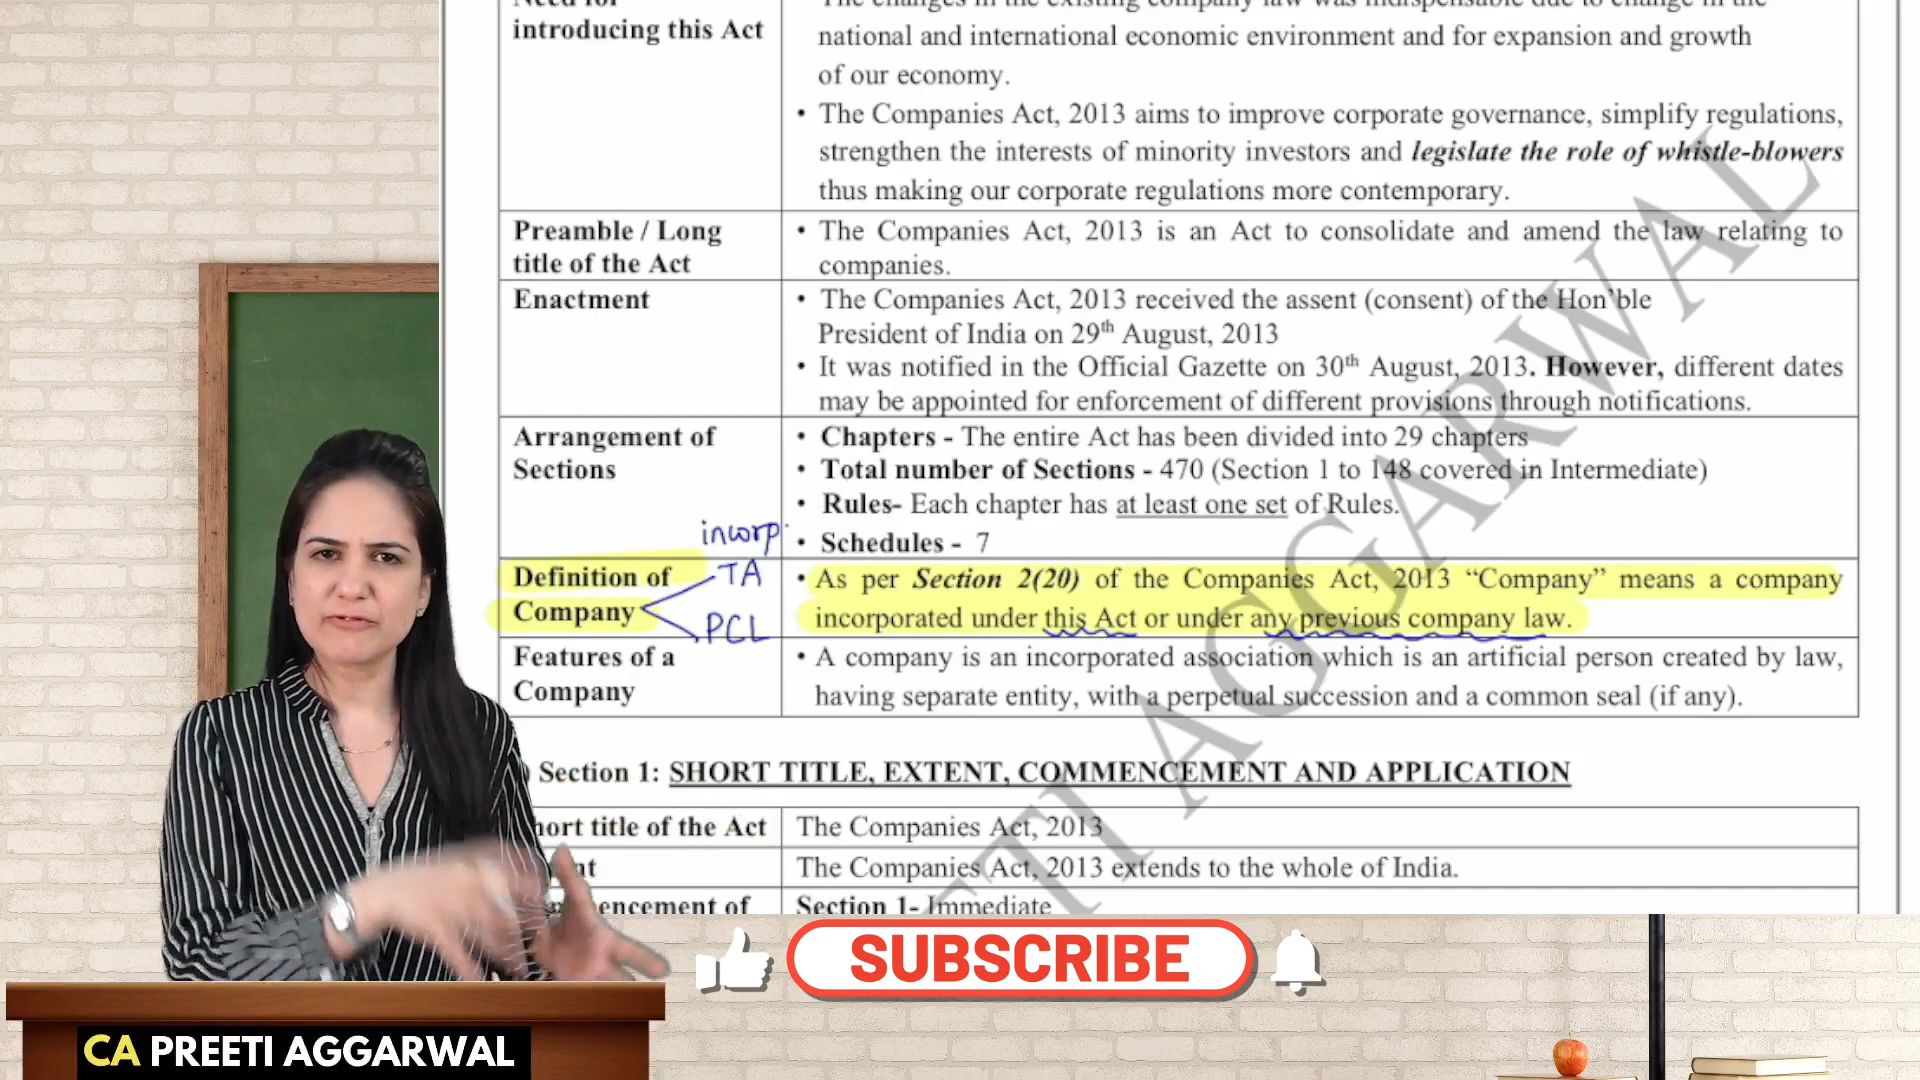 introducing this Act
national and international economic environment and for expansion and growth
of our economy.
• The Companies Act, 2013 aims to improve corporate governance, simplify regulations,
strengthen the interests of minority investors and legislate the role of whistle-blowers
thus making our corporate regulations more contemporary.
Preamble / Long
title of the Act
• The Companies Act, 2013 is an Act to consolidate and amend the law relating to
companies.
Enactment
• The Companies Act, 2013 received the assent (consent) of the Hon'ble
President of India on 29th August, 2013
• It was notified in the Official Gazette on 30th August, 2013. However, different dates
may be appointed for enforcement of different provisions through notifications.
Arrangement of
Sections
• Chapters - The entire Act has been divided into 29 chapters
• Total number of Sections - 470 (Section 1 to 148 covered in Intermediate)
• Rules- Each chapter has at least one set of Rules.
• Schedules - 7
incorp.
Definition of
Company
TA
PCL
• As per Section 2(20) of the Companies Act, 2013 “Company” means a company
incorporated under this Act or under any previous company law.
Features of a
Company
• A company is an incorporated association which is an artificial person created by law,
having separate entity, with a perpetual succession and a common seal (if any).
Section 1: SHORT TITLE, EXTENT, COMMENCEMENT AND APPLICATION
hort title of the Act
The Companies Act, 2013
The Companies Act, 2013 extends to the whole of India.
encement of
Section 1- Immediate
AGGARWAL
SUBSCRIBE
CA PREETI AGGARWAL